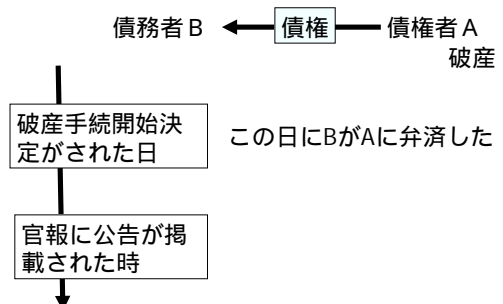 債務者B
債権
債権者A
破産
破産手続開始決
定がされた日
この日にBがAに弁済した
官報に公告が掲
載された時